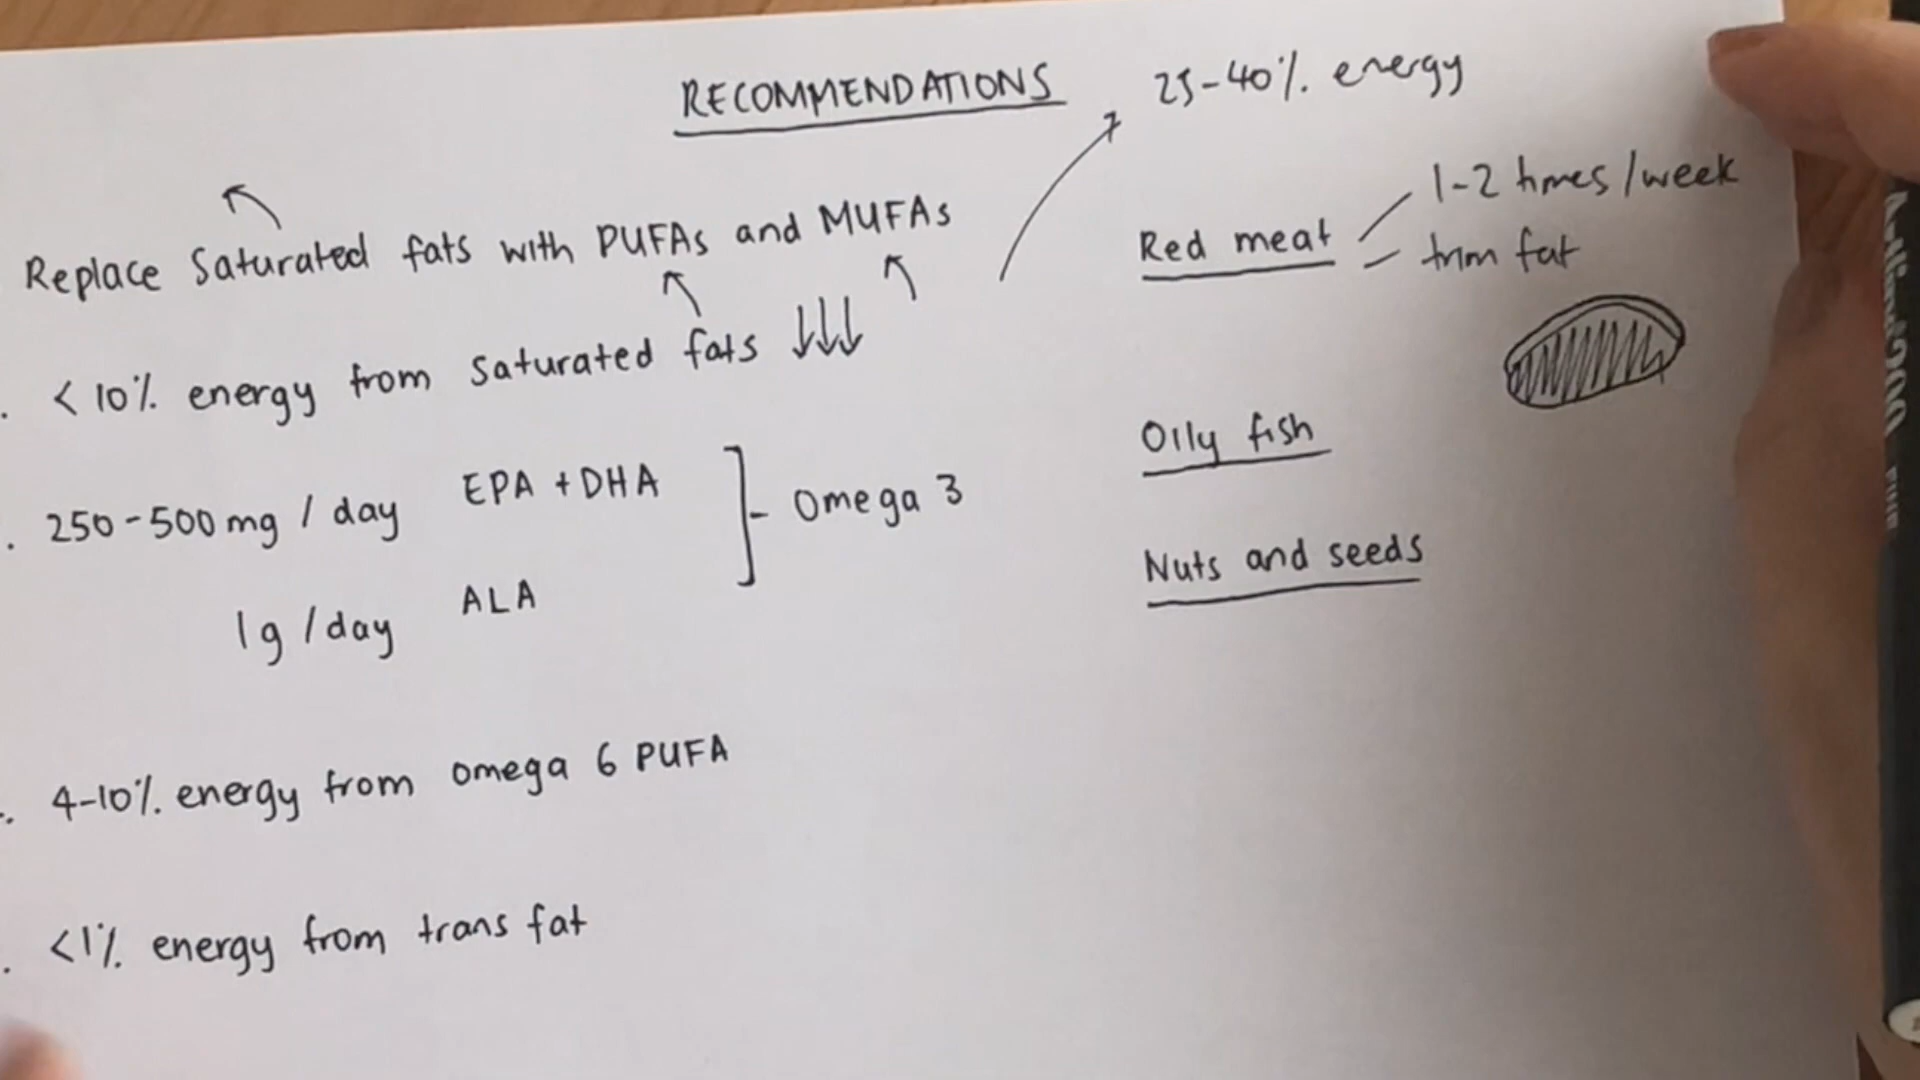 RECOMMENDATIONS
25-40% energy
Replace saturated fats with PUFAs and MUFAs
< 10% energy from saturated fats ↓↓↓
250-500 mg / day EPA + DHA
1g / day ALA
Omega 3
4-10% energy from omega 6 PUFA
<1% energy from trans fat
Red meat
1-2 times / week
trim fat
Oily fish
Nuts and seeds